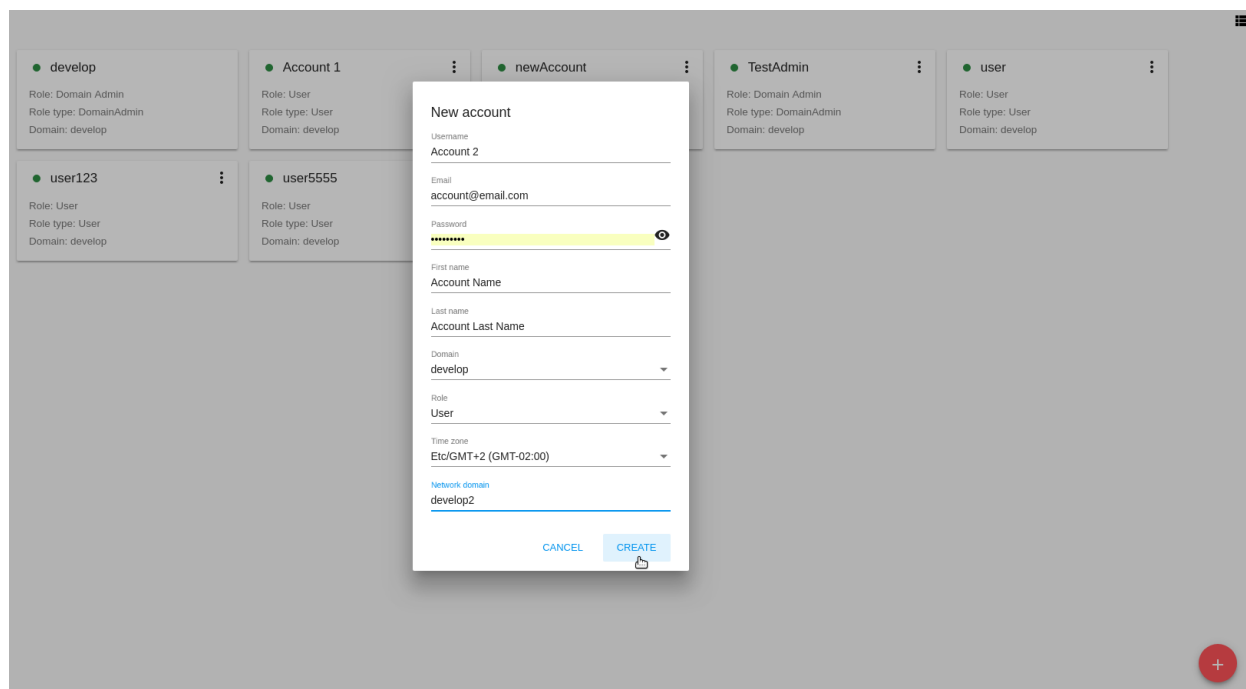 develop
Role: Domain Admin
Role type: DomainAdmin
Domain: develop
Account 1
Role: User
Role type: User
Domain: develop
newAccount
TestAdmin
Role: Domain Admin
Role type: DomainAdmin
Domain: develop
user
Role: User
Role type: User
Domain: develop
user123
Role: User
Role type: User
Domain: develop
user5555
Role: User
Role type: User
Domain: develop
New account
Username
Account 2
Email
account@email.com
Password
•••••••••
First name
Account Name
Last name
Account Last Name
Domain
develop
Role
User
Time zone
Etc/GMT+2 (GMT-02:00)
Network domain
develop2
CANCEL CREATE